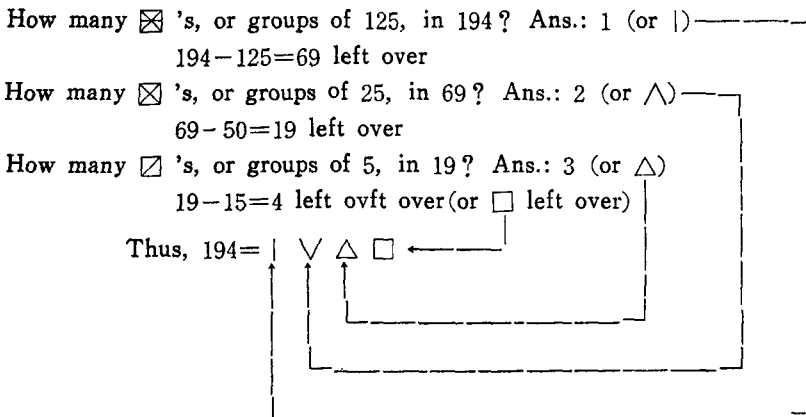 How many ⊠ 's, or groups of 125, in 194? Ans.: 1 (or |)
194−125=69 left over
How many ☒ 's, or groups of 25, in 69? Ans.: 2 (or ⋀)
69−50=19 left over
How many ⧄ 's, or groups of 5, in 19? Ans.: 3 (or △)
19−15=4 left ovft over(or □ left over)
Thus, 194= | ⋁ △ □